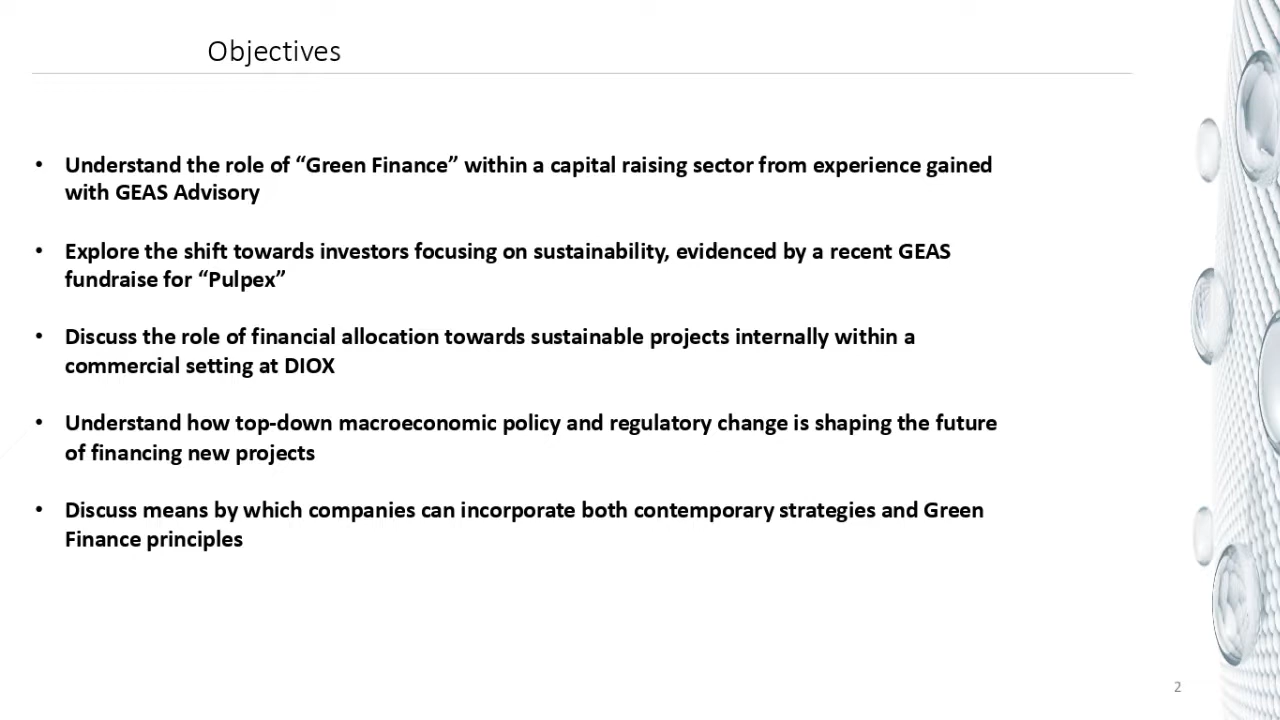 Objectives
• Understand the role of “Green Finance” within a capital raising sector from experience gained
with GEAS Advisory
• Explore the shift towards investors focusing on sustainability, evidenced by a recent GEAS
fundraise for “Pulpex”
• Discuss the role of financial allocation towards sustainable projects internally within a
commercial setting at DIOX
• Understand how top-down macroeconomic policy and regulatory change is shaping the future
of financing new projects
• Discuss means by which companies can incorporate both contemporary strategies and Green
Finance principles
2